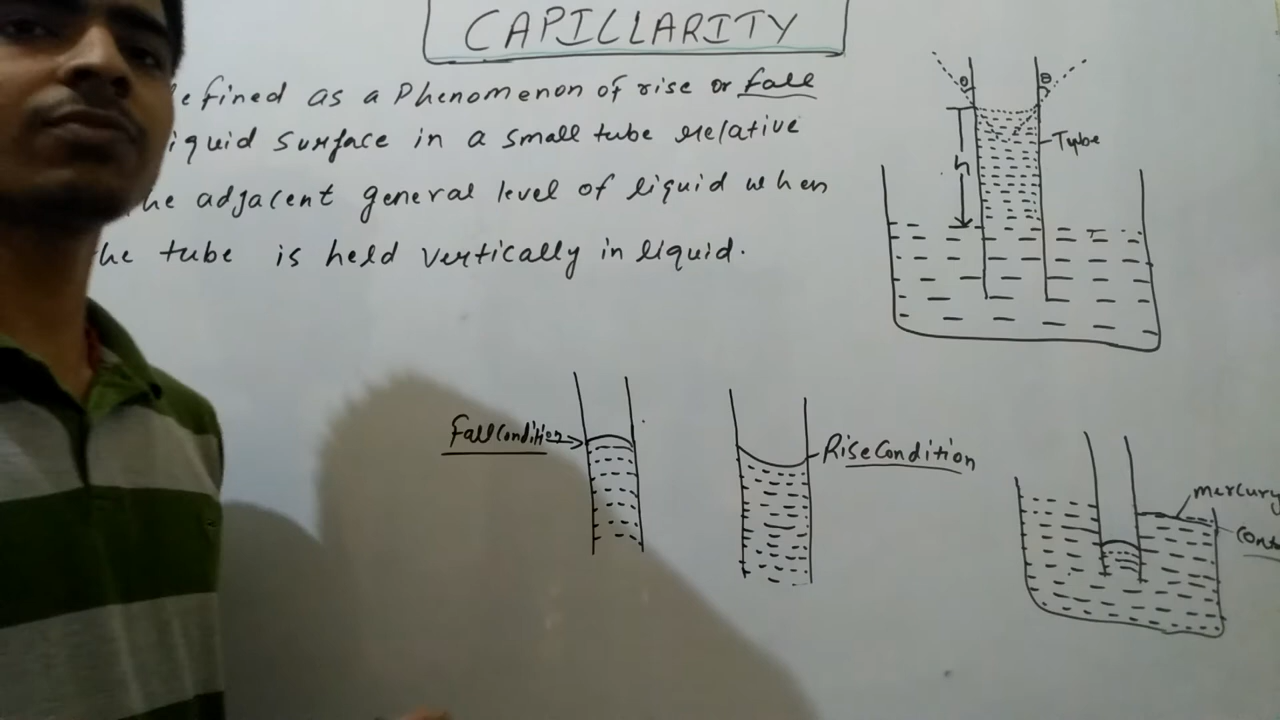 CAPILLARITY
efined as a Phenomenon of rise or fall
iquid surface in a small tube relative
he adjacent general level of liquid when
he tube is held vertically in liquid.
θ θ
h
Tube
Fall Condition
Rise Condition
mercury